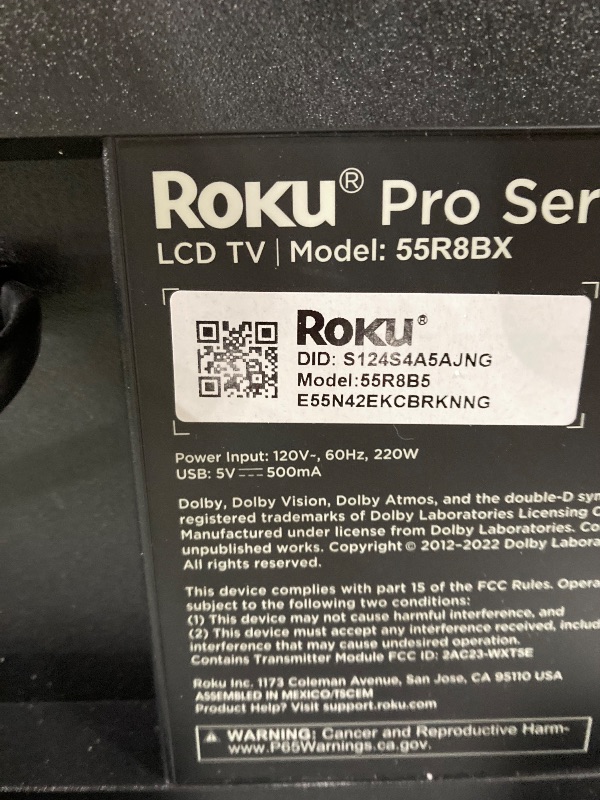 ROKU® Pro Ser
LCD TV | Model: 55R8BX
ROKU®
DID: S124S4A5AJNG
Model:55R8B5
E55N42EKCBRKNNG
Power Input: 120V~, 60Hz, 220W
USB: 5V⎓500mA
Dolby, Dolby Vision, Dolby Atmos, and the double-D sym
registered trademarks of Dolby Laboratories Licensing C
Manufactured under license from Dolby Laboratories. Co
unpublished works. Copyright © 2012–2022 Dolby Labora
All rights reserved.
This device complies with part 15 of the FCC Rules. Opera
subject to the following two conditions:
(1) This device may not cause harmful interference, and
(2) This device must accept any interference received, includ
interference that may cause undesired operation.
Contains Transmitter Module FCC ID: 2AC23-WXT5E
Roku Inc. 1173 Coleman Avenue, San Jose, CA 95110 USA
ASSEMBLED IN MEXICO/TSCEM
Product Help? Visit support.roku.com
WARNING: Cancer and Reproductive Harm-
www.P65Warnings.ca.gov.